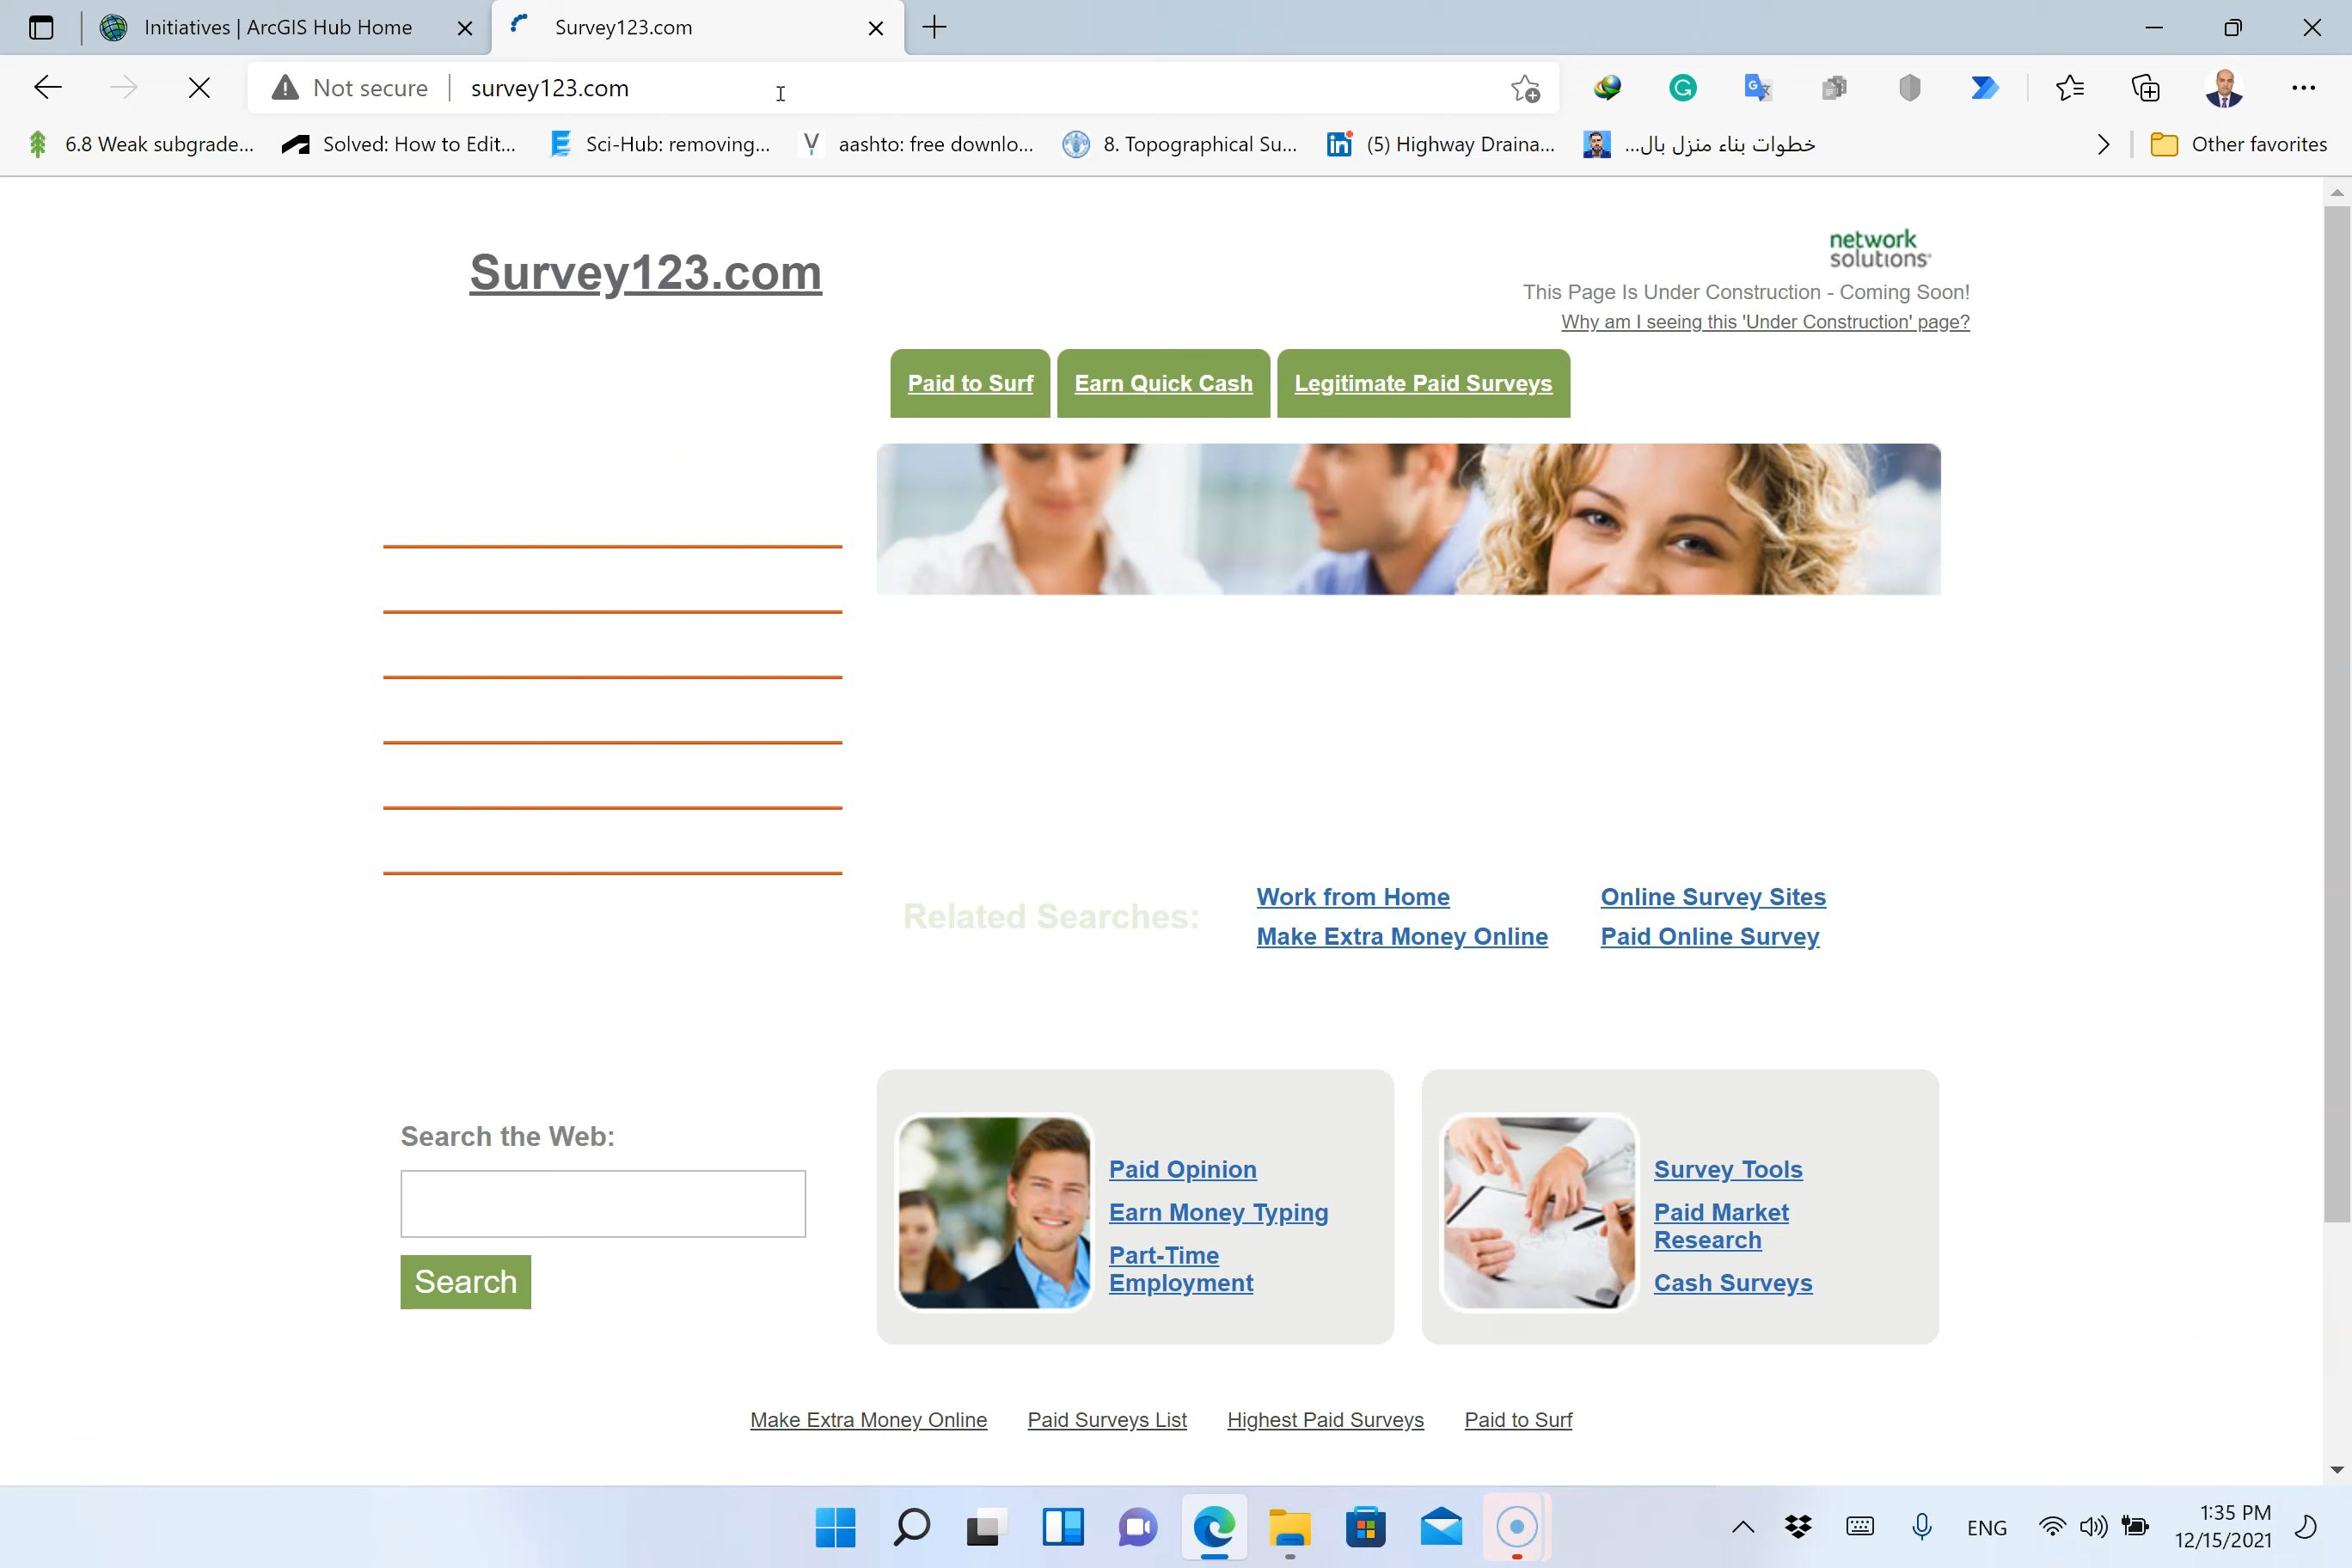 Initiatives | ArcGIS Hub Home
Survey123.com
Not secure
survey123.com
6.8 Weak subgrade...
Solved: How to Edit...
Sci-Hub: removing...
aashto: free downlo...
8. Topographical Su...
(5) Highway Draina...
خطوات بناء منزل بال...
Other favorites
Survey123.com
network
solutions
This Page Is Under Construction - Coming Soon!
Why am I seeing this 'Under Construction' page?
Paid to Surf
Earn Quick Cash
Legitimate Paid Surveys
Related Searches:
Work from Home
Online Survey Sites
Make Extra Money Online
Paid Online Survey
Search the Web:
Search
Paid Opinion
Earn Money Typing
Part-Time
Employment
Survey Tools
Paid Market
Research
Cash Surveys
Make Extra Money Online
Paid Surveys List
Highest Paid Surveys
Paid to Surf
ENG
1:35 PM
12/15/2021